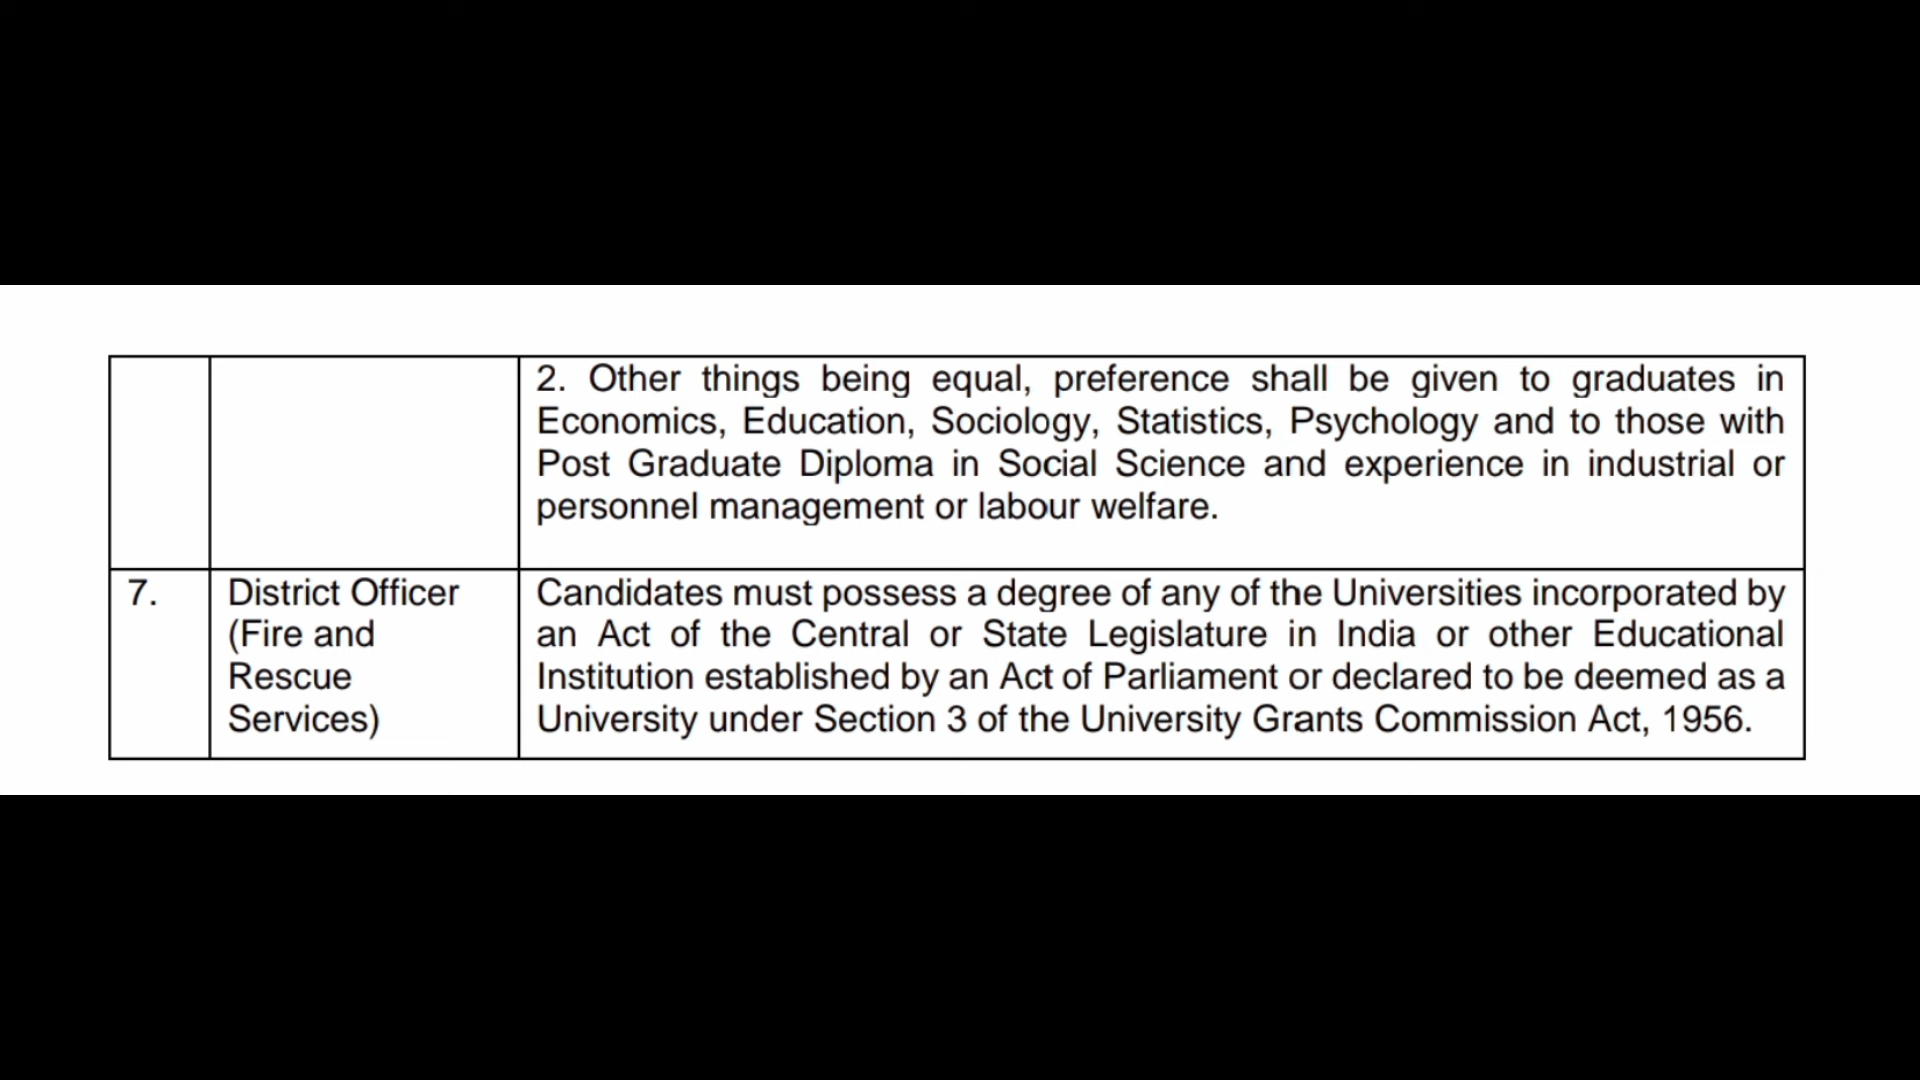 2. Other things being equal, preference shall be given to graduates in
Economics, Education, Sociology, Statistics, Psychology and to those with
Post Graduate Diploma in Social Science and experience in industrial or
personnel management or labour welfare.
7.
District Officer
(Fire and
Rescue
Services)
Candidates must possess a degree of any of the Universities incorporated by
an Act of the Central or State Legislature in India or other Educational
Institution established by an Act of Parliament or declared to be deemed as a
University under Section 3 of the University Grants Commission Act, 1956.